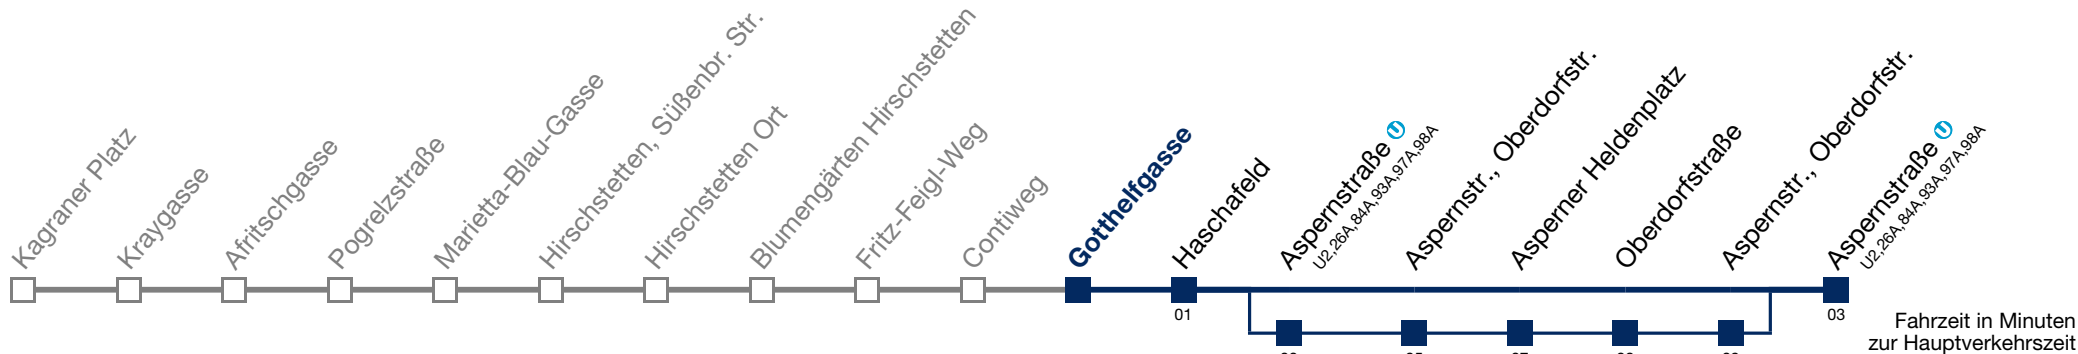 Kagraner Platz
Kraygasse
Afritschgasse
Pogrelzstraße
Marietta-Blau-Gasse
Hirschstetten, Süßenbr. Str.
Hirschstetten Ort
Blumengärten Hirschstetten
Fritz-Feigl-Weg
Contiweg
Gotthelfgasse
Haschafeld
Aspernstraße
U2,26A,84A,93A,97A,98A
Aspernstr., Oberdorfstr.
Asperner Heldenplatz
Oberdorfstraße
Aspernstr., Oberdorfstr.
Aspernstraße
U2,26A,84A,93A,97A,98A
01
03
Fahrzeit in Minuten
zur Hauptverkehrszeit